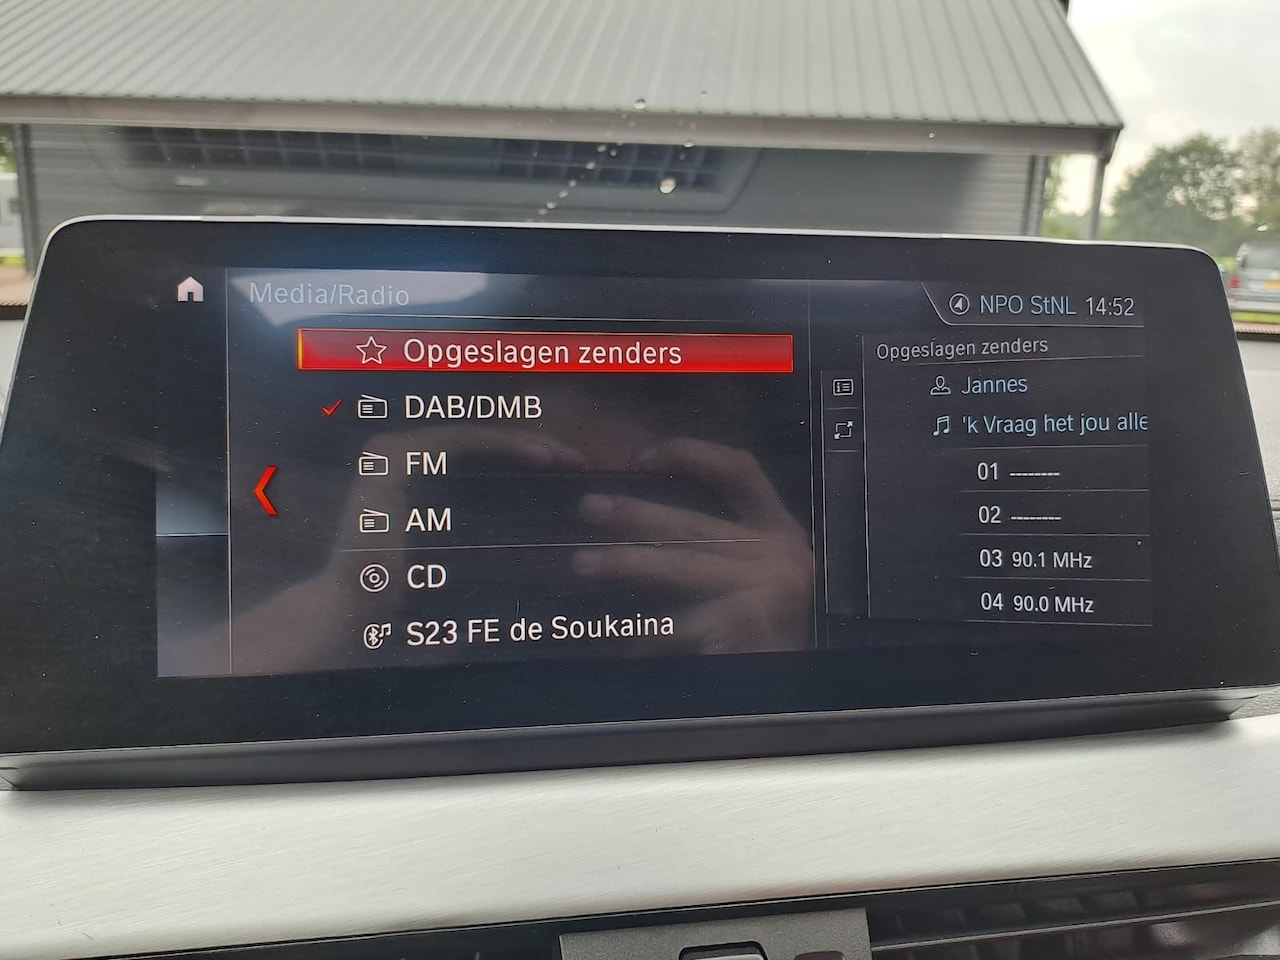 Media/Radio
NPO StNL 14:52
Opgeslagen zenders
DAB/DMB
FM
AM
CD
S23 FE de Soukaina
Opgeslagen zenders
Jannes
'k Vraag het jou alle
01 --------
02 --------
03 90.1 MHz
04 90.0 MHz